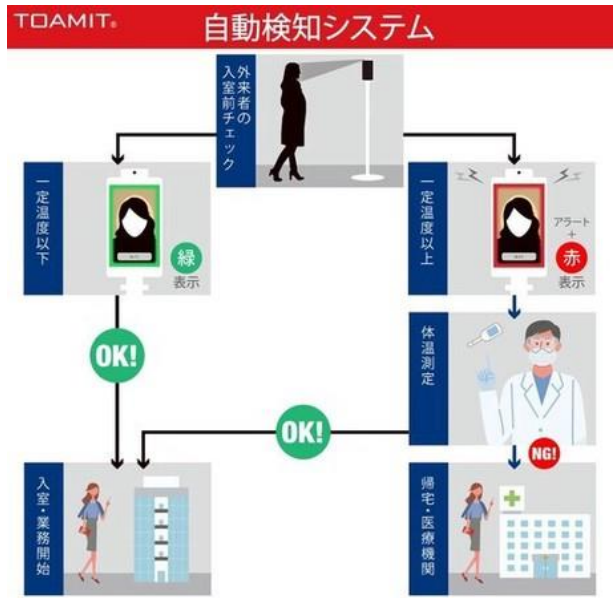 TOAMIT®
自動検知システム
外来者の
入室前チェック
一定温度以下
緑
表示
一定温度以上
アラート
+
赤
表示
OK!
体温測定
OK!
NG!
入室・業務開始
帰宅・医療機関